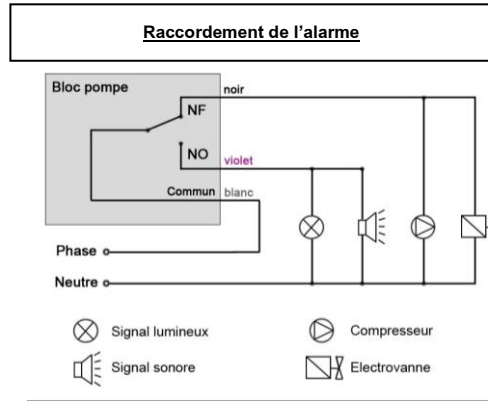 Raccordement de l’alarme
Bloc pompe
noir
NF
NO
violet
Commun blanc
Phase
Neutre
Signal lumineux
Compresseur
Signal sonore
Electrovanne